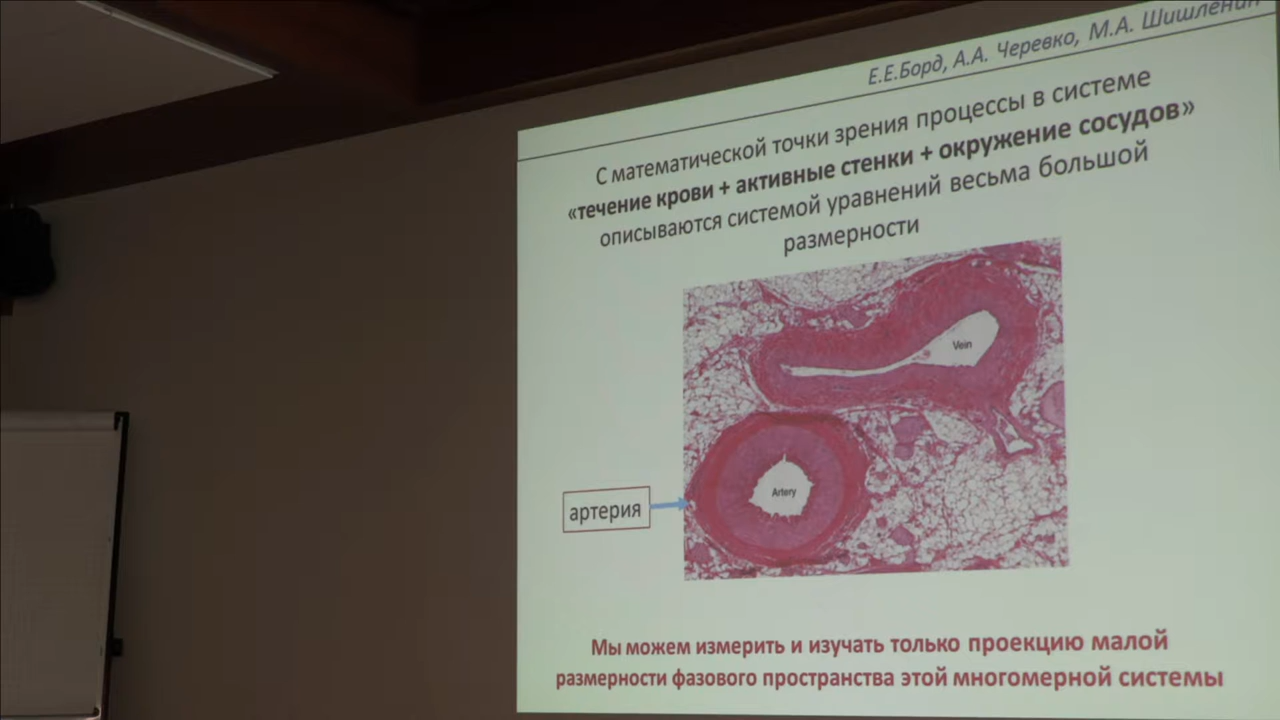 Е.Е.Борд, А.А. Черевко, М.А. Шишленин
С математической точки зрения процессы в системе
«течение крови + активные стенки + окружение сосудов»
описываются системой уравнений весьма большой
размерности
Vein
Artery
артерия
Мы можем измерить и изучать только проекцию малой
размерности фазового пространства этой многомерной системы